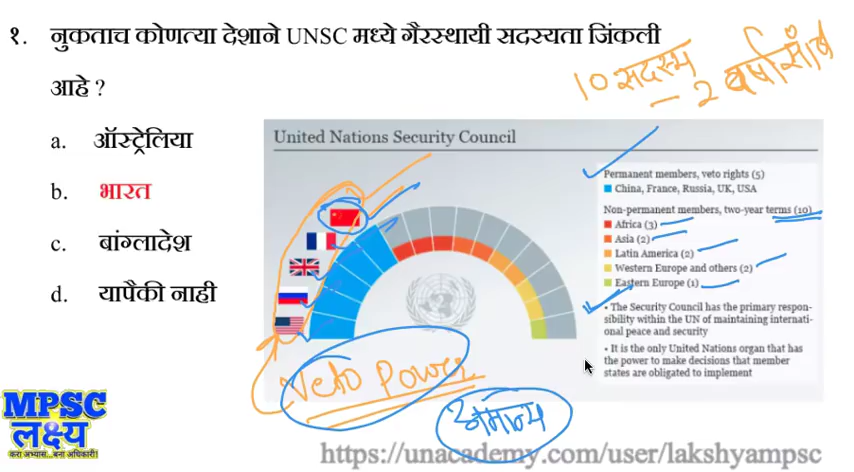 १. नुकताच कोणत्या देशाने UNSC मध्ये गैरस्थायी सदस्यता जिंकली
आहे ?
10 सदस्य
– 2 वर्षासाठी
a. ऑस्ट्रेलिया
b. भारत
c. बांग्लादेश
d. यापैकी नाही
United Nations Security Council
Permanent members, veto rights (5)
China, France, Russia, UK, USA
Non-permanent members, two-year terms (10)
Africa (3)
Asia (2)
Latin America (2)
Western Europe and others (2)
Eastern Europe (1)
• The Security Council has the primary respon-
sibility within the UN of maintaining internati-
onal peace and security
• It is the only United Nations organ that has
the power to make decisions that member
states are obligated to implement
Veto Power
अमान्य
MPSC
लक्ष्य
करा अभ्यास...बना अधिकारी!
https://unacademy.com/user/lakshyampsc